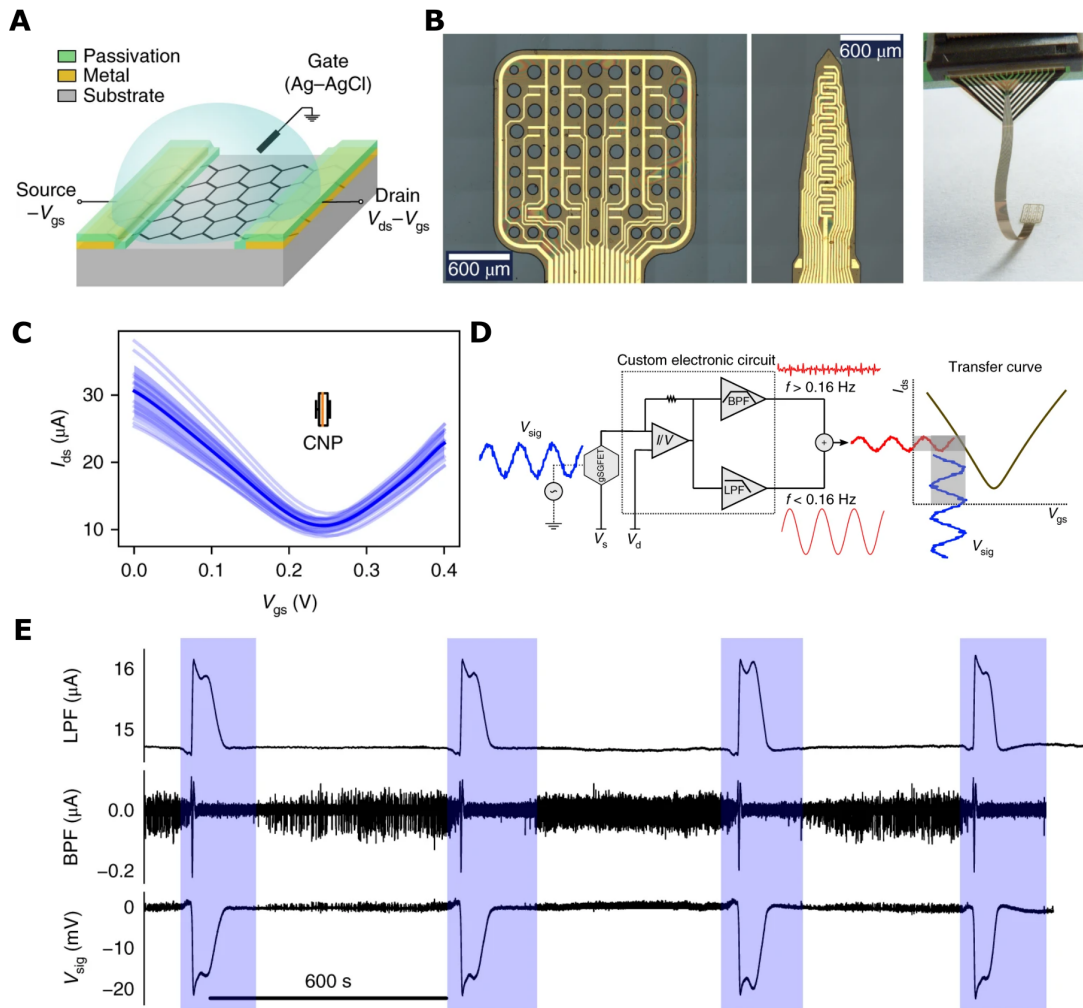 A
Passivation
Metal
Substrate
Gate
(Ag–AgCl)
Source
–Vgs
Drain
Vds–Vgs
B
600 μm
600 μm
C
Ids (μA)
30
20
10
CNP
0.0 0.1 0.2 0.3 0.4
Vgs (V)
D
Custom electronic circuit
Vsig
gSGFET
I/V
BPF
LPF
f > 0.16 Hz
f < 0.16 Hz
+
Vs
Vd
Transfer curve
Ids
Vgs
Vsig
E
LPF (μA)
16
15
BPF (μA)
0.0
−0.2
Vsig (mV)
0
−10
−20
600 s